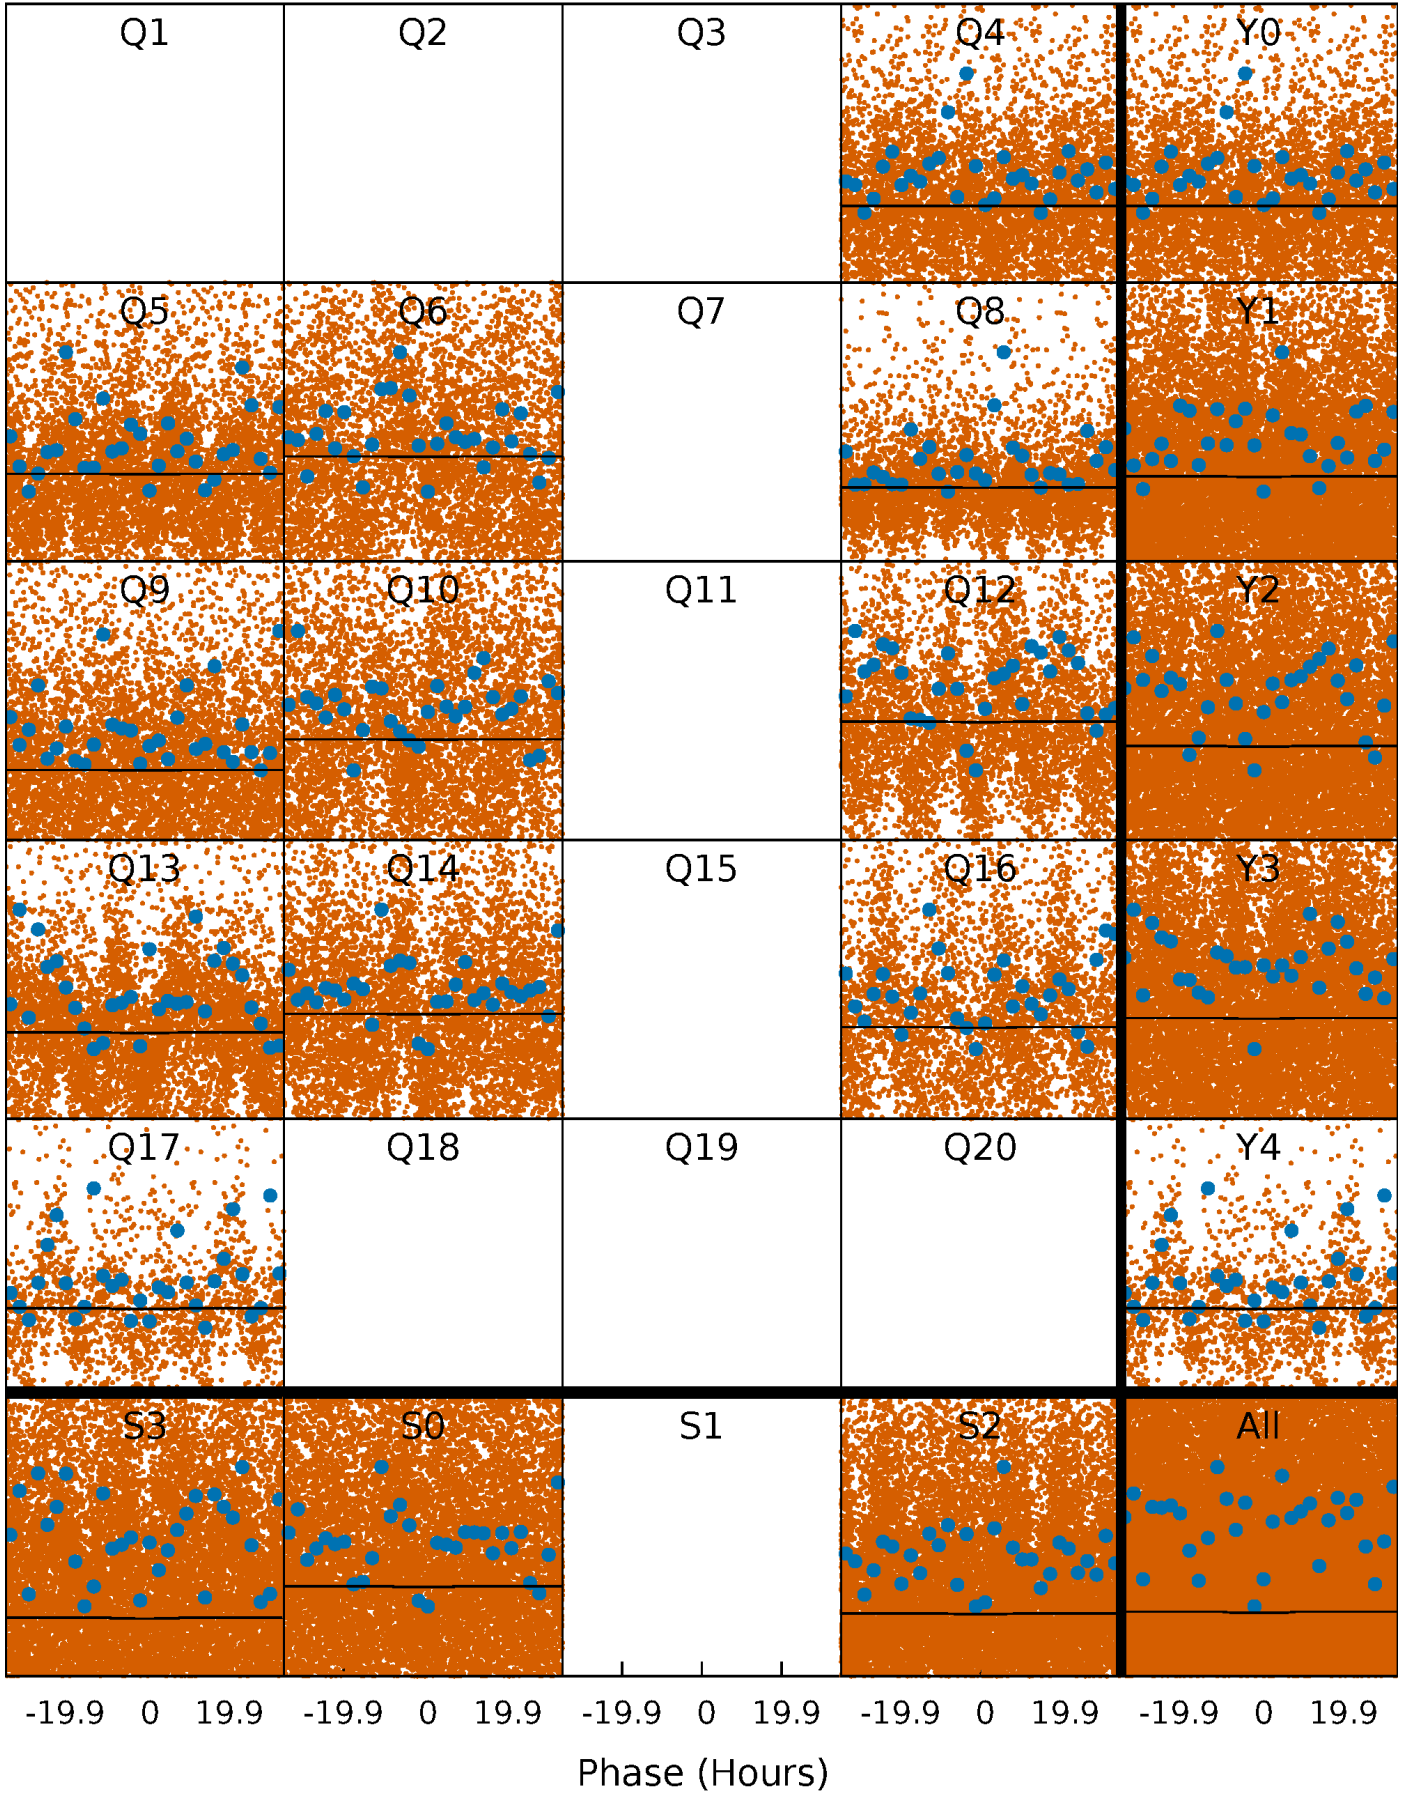 Q1 Q2 Q3 Q4 Y0
Q5 Q6 Q7 Q8 Y1
Q9 Q10 Q11 Q12 Y2
Q13 Q14 Q15 Q16 Y3
Q17 Q18 Q19 Q20 Y4
S3 S0 S1 S2 All
-19.9 0 19.9 -19.9 0 19.9 -19.9 0 19.9 -19.9 0 19.9 -19.9 0 19.9
Phase (Hours)